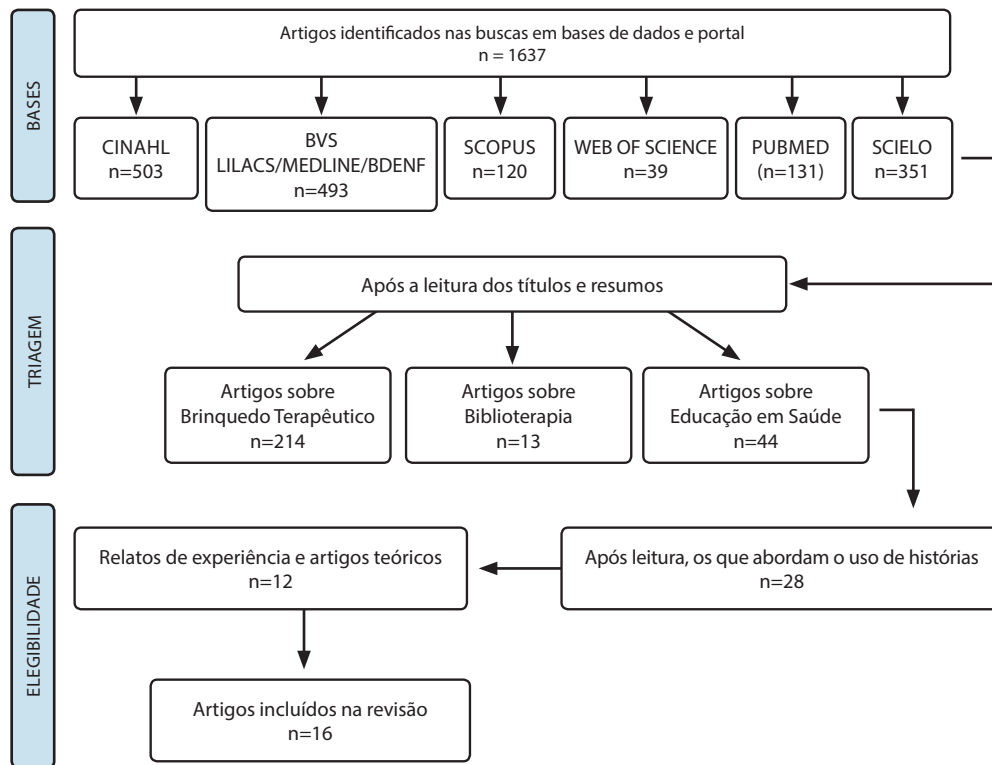 BASES
Artigos identificados nas buscas em bases de dados e portal
n = 1637
CINAHL
n=503
BVS
LILACS/MEDLINE/BDENF
n=493
SCOPUS
n=120
WEB OF SCIENCE
n=39
PUBMED
(n=131)
SCIELO
n=351
TRIAGEM
Após a leitura dos títulos e resumos
Artigos sobre
Brinquedo Terapêutico
n=214
Artigos sobre
Biblioterapia
n=13
Artigos sobre
Educação em Saúde
n=44
ELEGIBILIDADE
Relatos de experiência e artigos teóricos
n=12
Após leitura, os que abordam o uso de histórias
n=28
Artigos incluídos na revisão
n=16